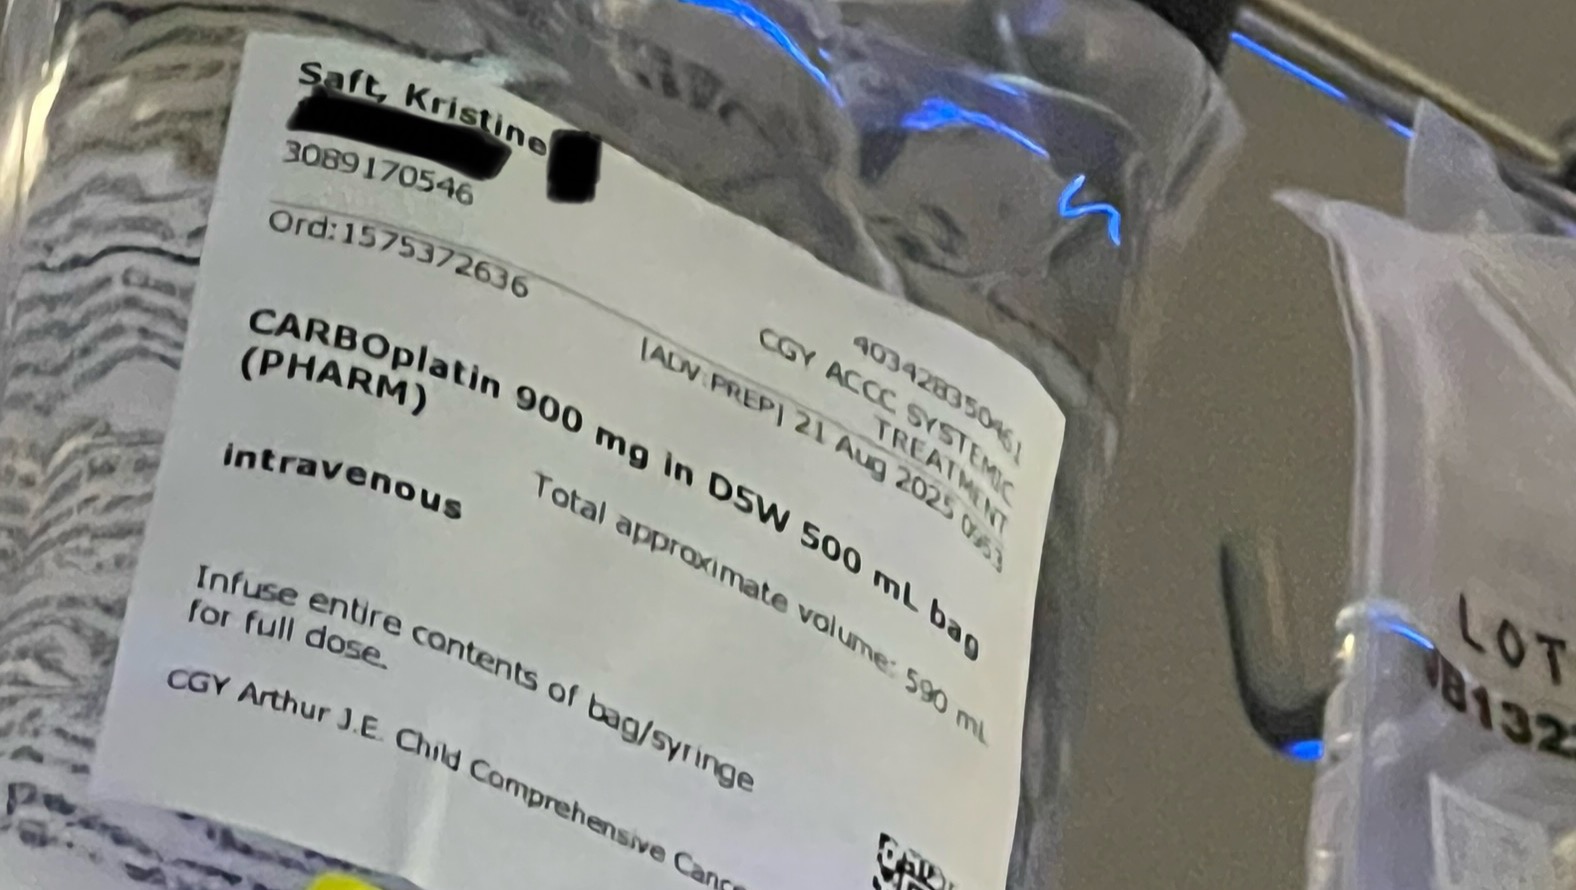 Saft, Kristine
3089170546
Ord:1575372636
90342835046
CGY ACCC SYSTEMIC
TREATMENT
[ADV.PREP] 21 Aug 2025
CARBOplatin 900 mg in D5W 500 mL bag
(PHARM)
intravenous
Total approximate volume: 590 mL
Infuse entire contents of bag/syringe
for full dose.
CGY Arthur J.E. Child Comprehensive Canc
LOT